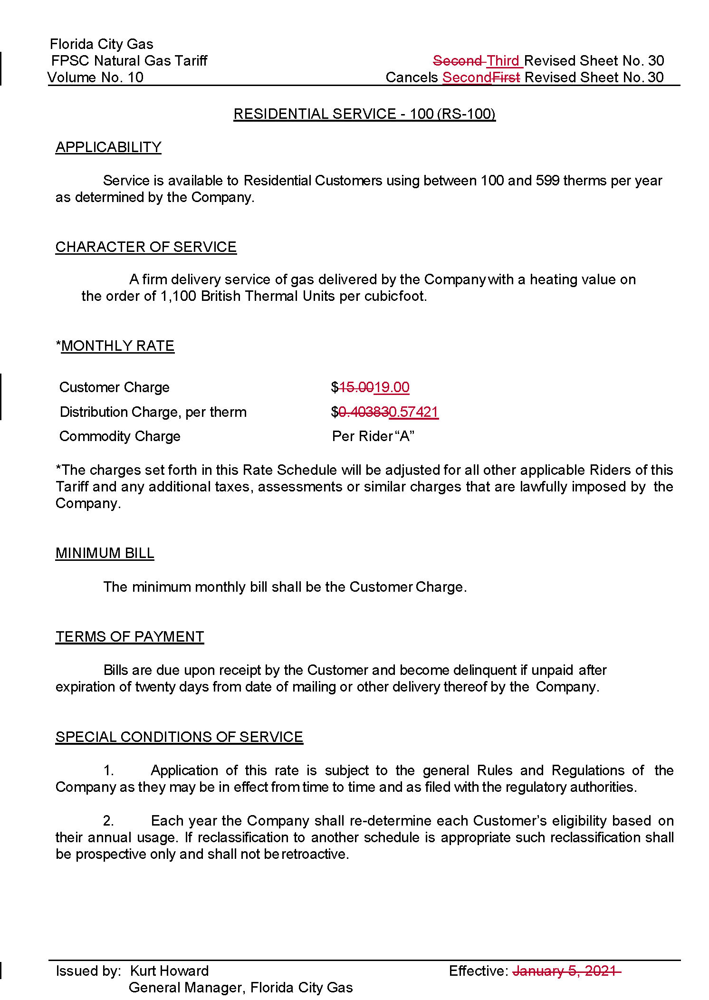 Florida City Gas
FPSC Natural Gas Tariff Second Third Revised Sheet No. 30
Volume No. 10 Cancels SecondFirst Revised Sheet No. 30
RESIDENTIAL SERVICE - 100 (RS-100)
APPLICABILITY
Service is available to Residential Customers using between 100 and 599 therms per year
as determined by the Company.
CHARACTER OF SERVICE
A firm delivery service of gas delivered by the Company with a heating value on
the order of 1,100 British Thermal Units per cubic foot.
*MONTHLY RATE
Customer Charge $15.0019.00
Distribution Charge, per therm $0.403830.57421
Commodity Charge Per Rider “A”
*The charges set forth in this Rate Schedule will be adjusted for all other applicable Riders of this
Tariff and any additional taxes, assessments or similar charges that are lawfully imposed by the
Company.
MINIMUM BILL
The minimum monthly bill shall be the Customer Charge.
TERMS OF PAYMENT
Bills are due upon receipt by the Customer and become delinquent if unpaid after
expiration of twenty days from date of mailing or other delivery thereof by the Company.
SPECIAL CONDITIONS OF SERVICE
1. Application of this rate is subject to the general Rules and Regulations of the
Company as they may be in effect from time to time and as filed with the regulatory authorities.
2. Each year the Company shall re-determine each Customer’s eligibility based on
their annual usage. If reclassification to another schedule is appropriate such reclassification shall
be prospective only and shall not be retroactive.
Issued by: Kurt Howard Effective: January 5, 2021
General Manager, Florida City Gas